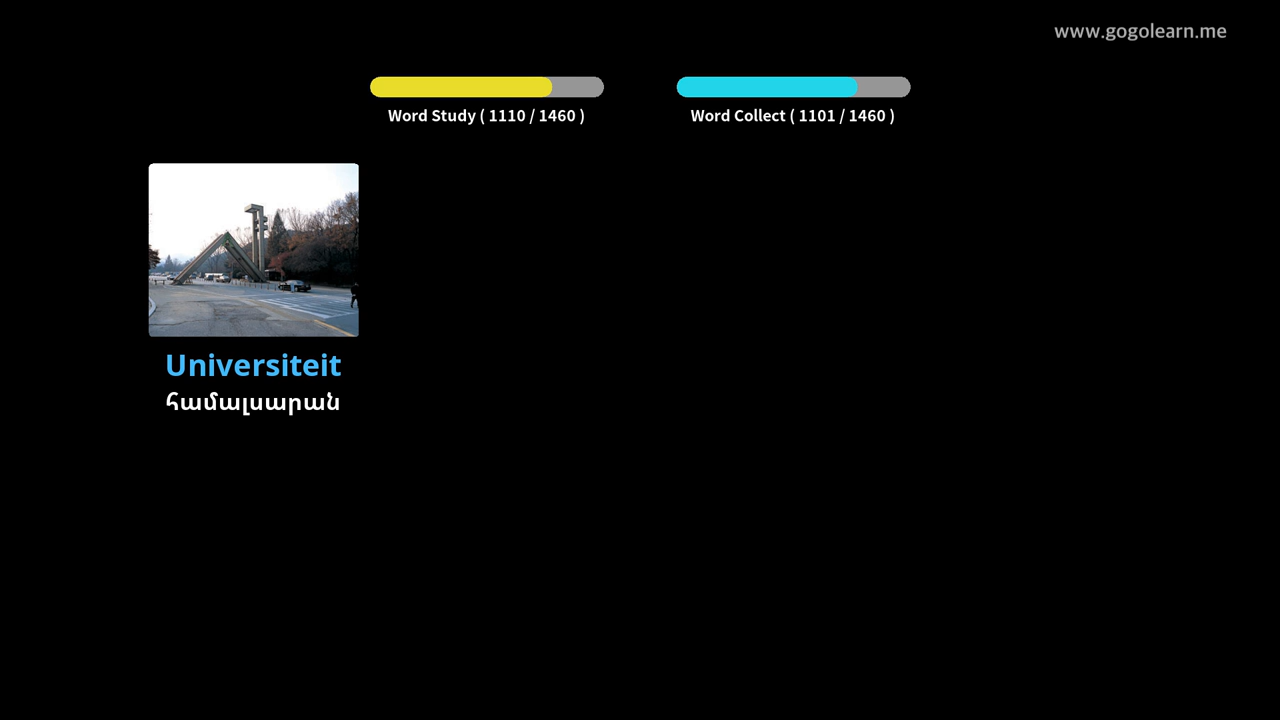 www.gogolearn.me
Word Study ( 1110 / 1460 )
Word Collect ( 1101 / 1460 )
Universiteit
համալսարան